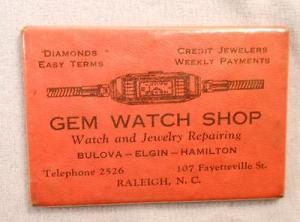 DIAMONDS CREDIT JEWELERS
EASY TERMS WEEKLY PAYMENTS
GEM WATCH SHOP
Watch and Jewelry Repairing
BULOVA — ELGIN — HAMILTON
Telephone 2526 107 Fayetteville St.
RALEIGH, N. C.